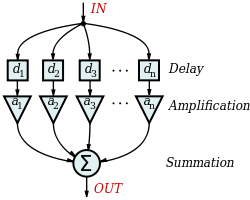 IN
d1 d2 d3 ... dn Delay
a1 a2 a3 ... an Amplification
Σ Summation
OUT